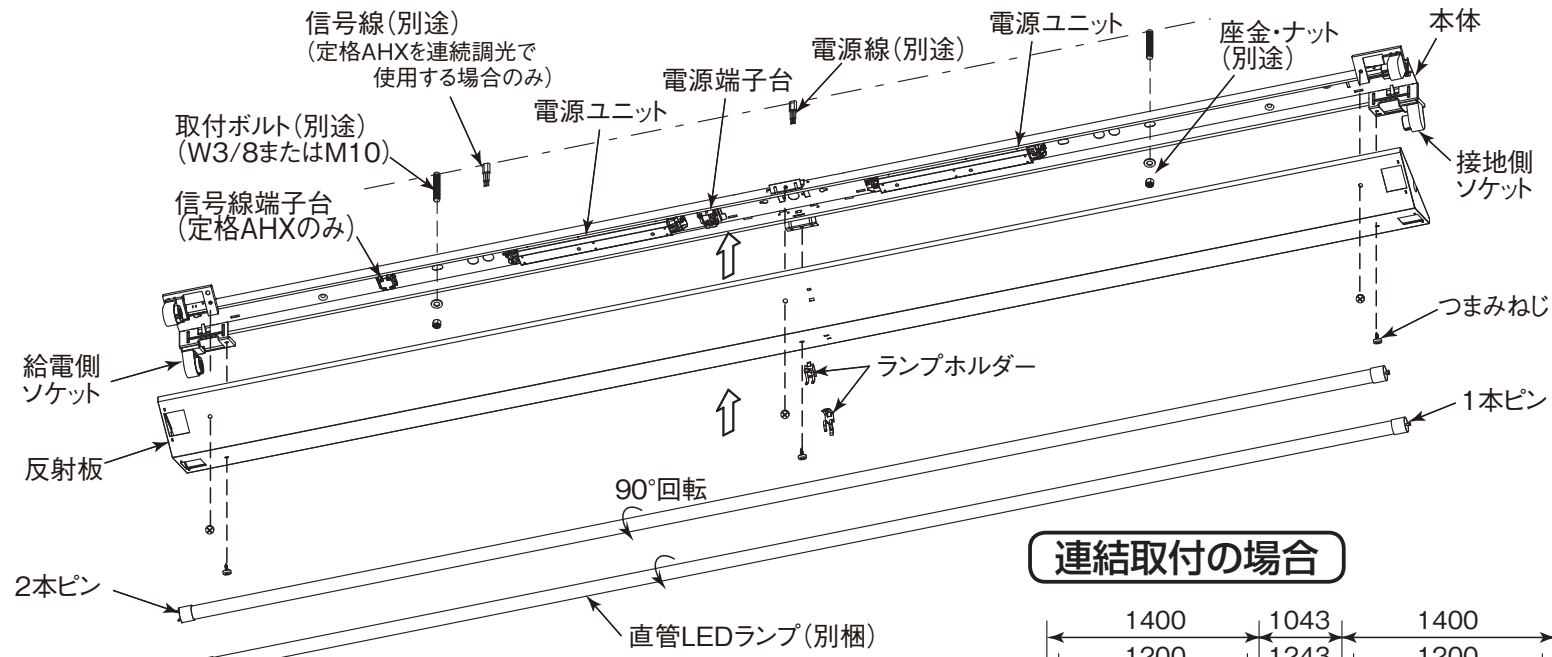 信号線（別途）
（定格AHXを連続調光で
使用する場合のみ）
電源線（別途）
電源ユニット
座金・ナット
（別途）
本体
電源端子台
電源ユニット
取付ボルト（別途）
（W3/8またはM10）
接地側
ソケット
信号線端子台
（定格AHXのみ）
つまみねじ
給電側
ソケット
ランプホルダー
1本ピン
反射板
90°回転
連結取付の場合
2本ピン
直管LEDランプ（別梱）
1400 1043 1400
1200 1243 1200